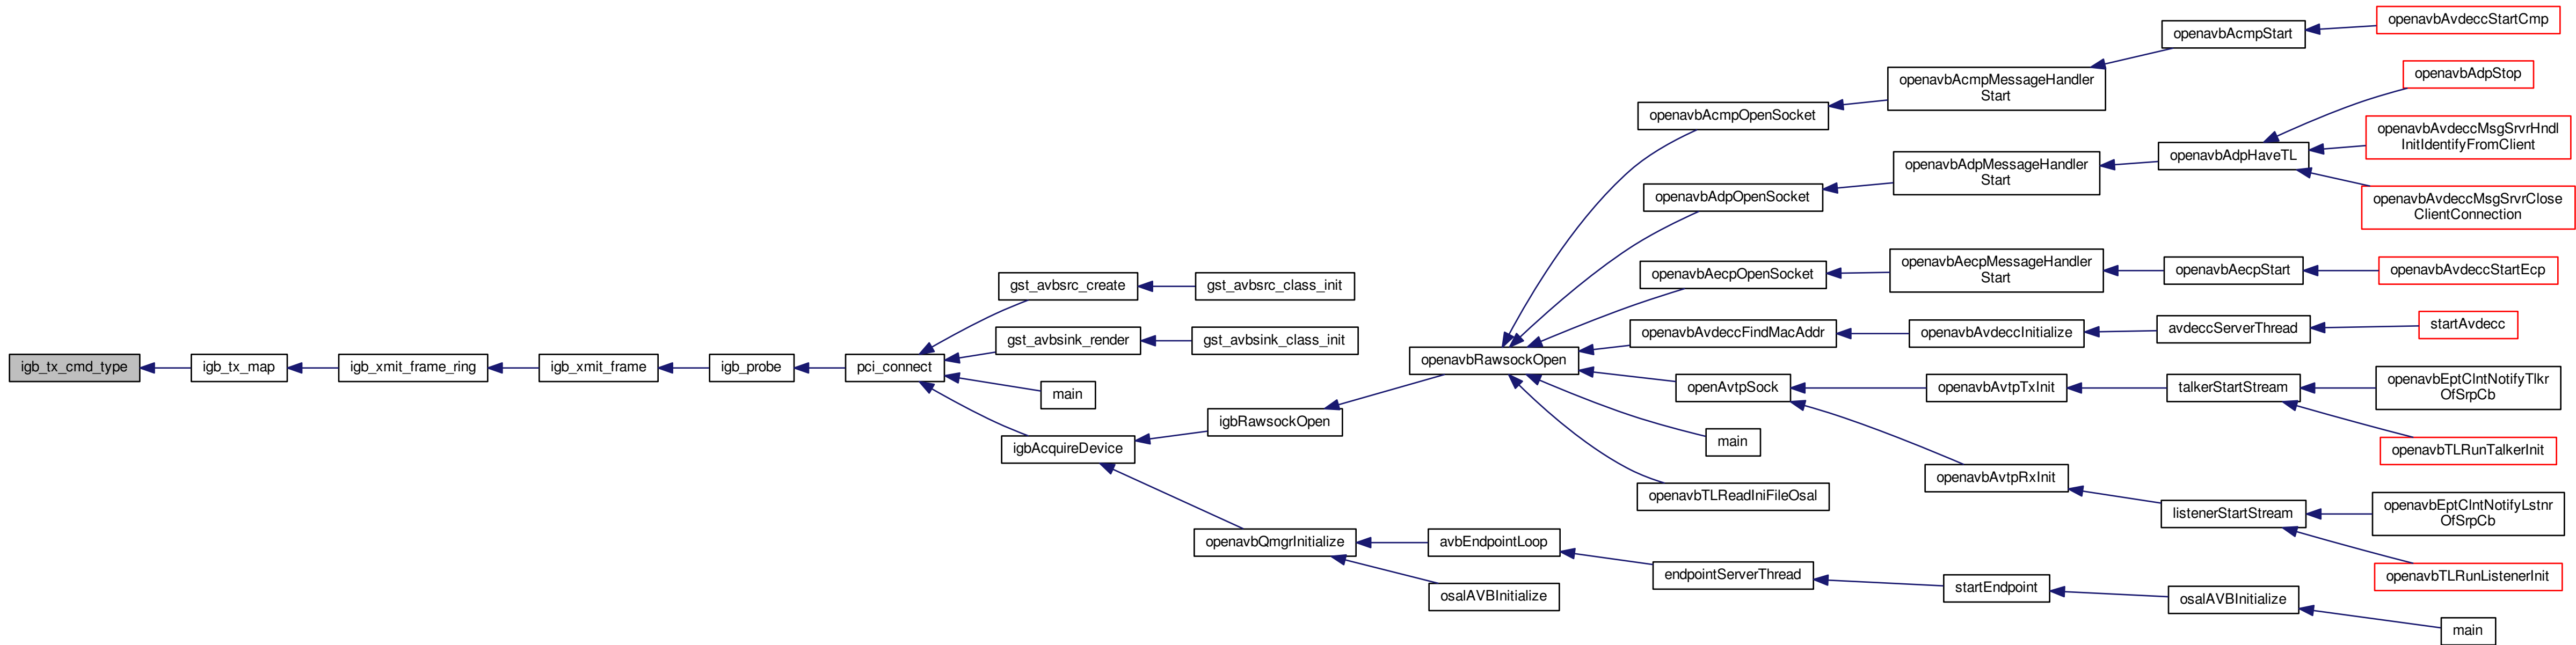 igb_tx_cmd_type
igb_tx_map
igb_xmit_frame_ring
igb_xmit_frame
igb_probe
pci_connect
gst_avbsrc_create
gst_avbsrc_class_init
gst_avbsink_render
gst_avbsink_class_init
main
igbAcquireDevice
igbRawsockOpen
openavbRawsockOpen
openavbAcmpOpenSocket
openavbAcmpMessageHandler
Start
openavbAcmpStart
openavbAvdeccStartCmp
openavbAdpOpenSocket
openavbAdpMessageHandler
Start
openavbAdpHaveTL
openavbAdpStop
openavbAvdeccMsgSrvrHndl
InitIdentifyFromClient
openavbAvdeccMsgSrvrClose
ClientConnection
openavbAecpOpenSocket
openavbAecpMessageHandler
Start
openavbAecpStart
openavbAvdeccStartEcp
openavbAvdeccFindMacAddr
openavbAvdeccInitialize
avdeccServerThread
startAvdecc
openAvtpSock
openavbAvtpTxInit
talkerStartStream
openavbEptClntNotifyTlkr
OfSrpCb
openavbTLRunTalkerInit
openavbAvtpRxInit
listenerStartStream
openavbEptClntNotifyLstnr
OfSrpCb
openavbTLRunListenerInit
main
openavbTLReadIniFileOsal
openavbQmgrInitialize
avbEndpointLoop
endpointServerThread
startEndpoint
osalAVBInitialize
main
osalAVBInitialize